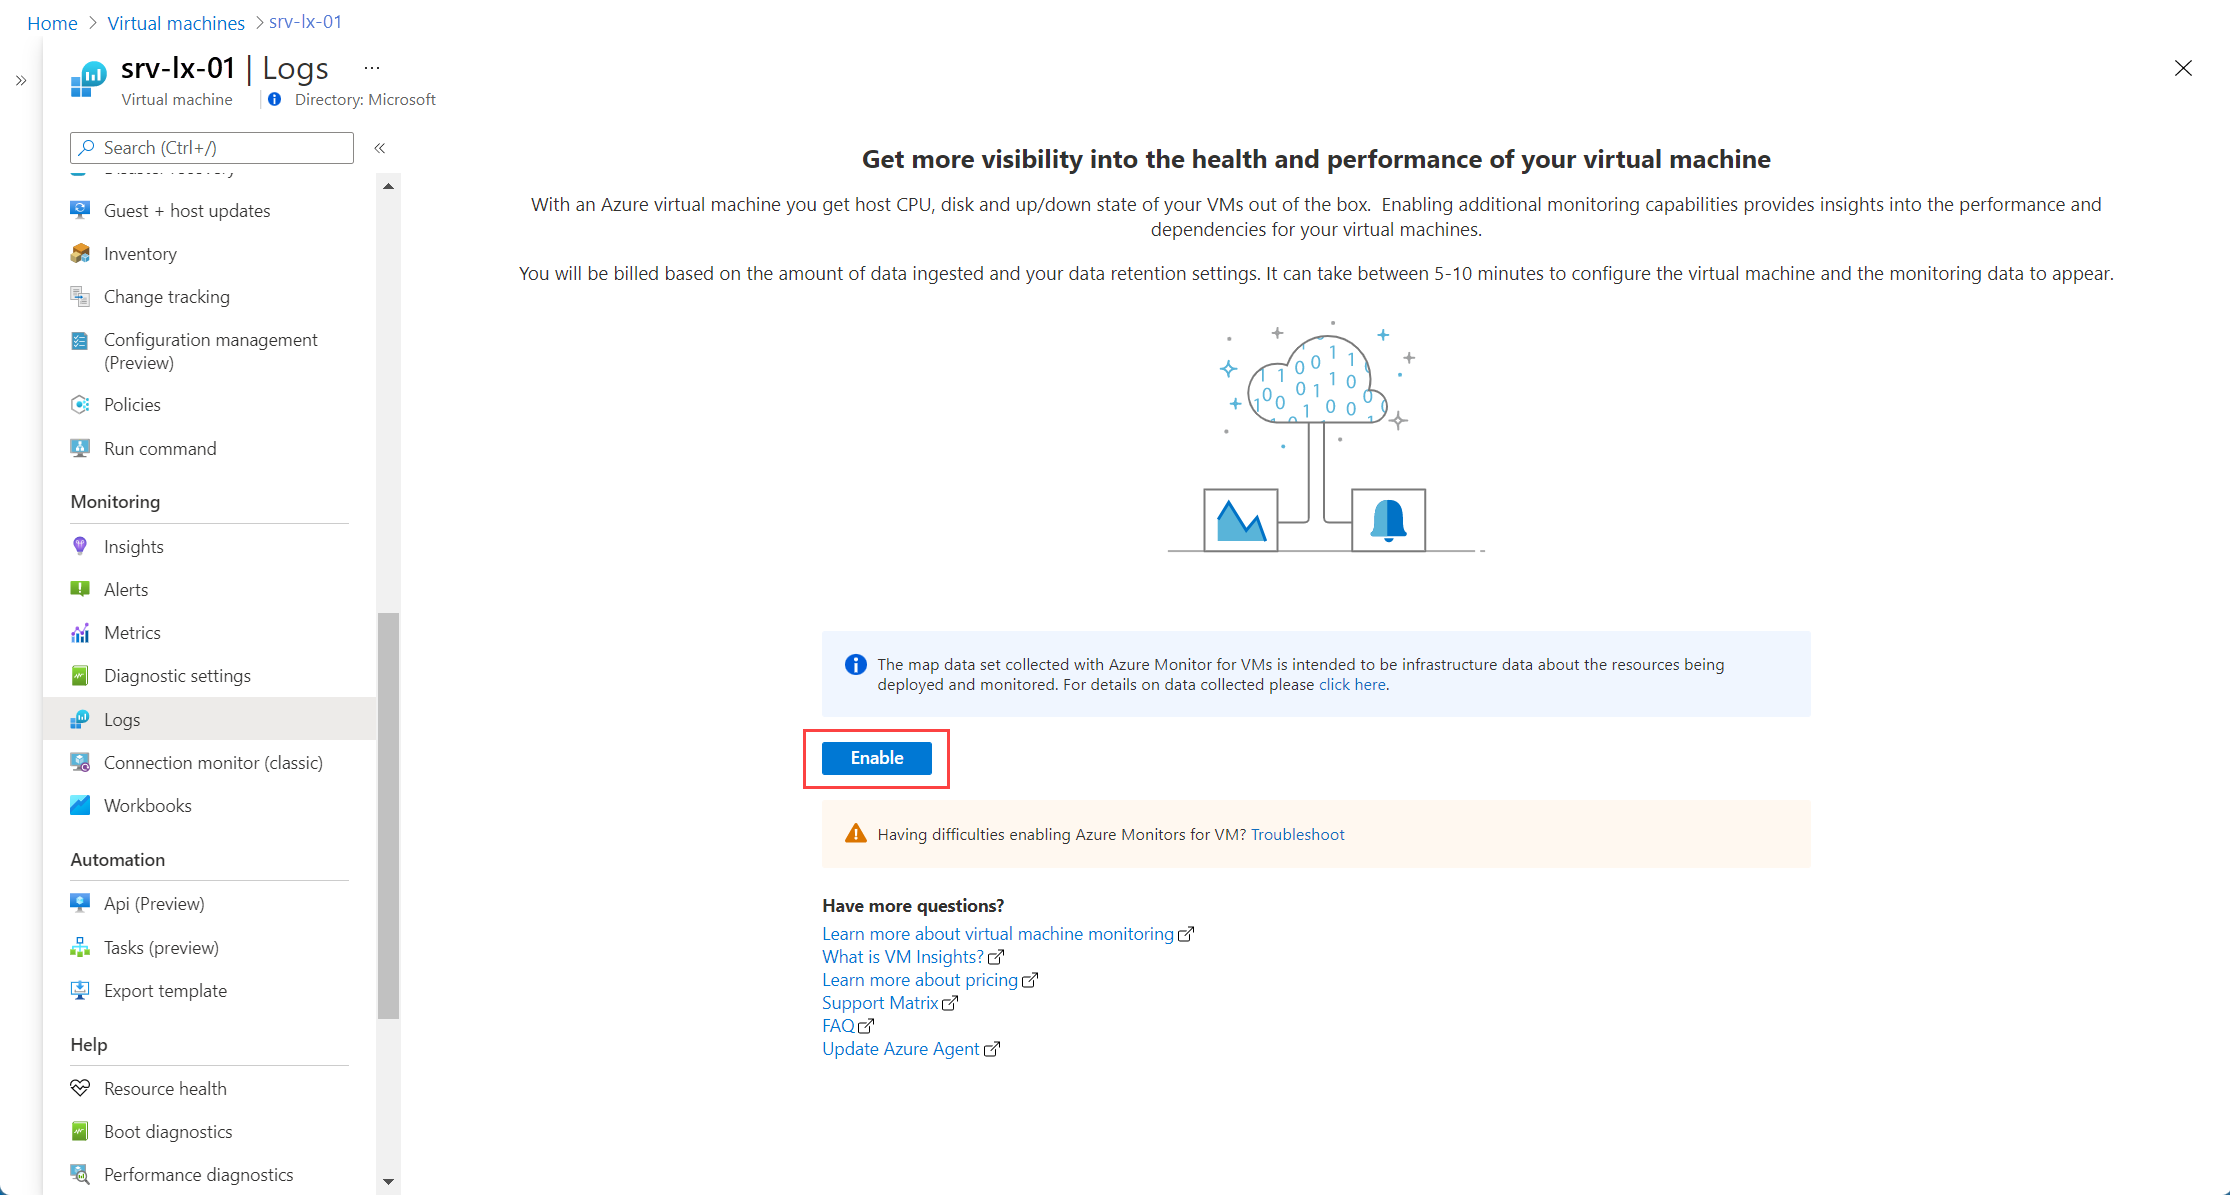 Home > Virtual machines > srv-lx-01
srv-lx-01 | Logs ...
Virtual machine
Directory: Microsoft
Search (Ctrl+/)
Disaster recovery
Guest + host updates
Inventory
Change tracking
Configuration management
(Preview)
Policies
Run command
Monitoring
Insights
Alerts
Metrics
Diagnostic settings
Logs
Connection monitor (classic)
Workbooks
Automation
Api (Preview)
Tasks (preview)
Export template
Help
Resource health
Boot diagnostics
Performance diagnostics
Get more visibility into the health and performance of your virtual machine
With an Azure virtual machine you get host CPU, disk and up/down state of your VMs out of the box. Enabling additional monitoring capabilities provides insights into the performance and
dependencies for your virtual machines.
You will be billed based on the amount of data ingested and your data retention settings. It can take between 5-10 minutes to configure the virtual machine and the monitoring data to appear.
The map data set collected with Azure Monitor for VMs is intended to be infrastructure data about the resources being
deployed and monitored. For details on data collected please click here.
Enable
Having difficulties enabling Azure Monitors for VM? Troubleshoot
Have more questions?
Learn more about virtual machine monitoring
What is VM Insights?
Learn more about pricing
Support Matrix
FAQ
Update Azure Agent